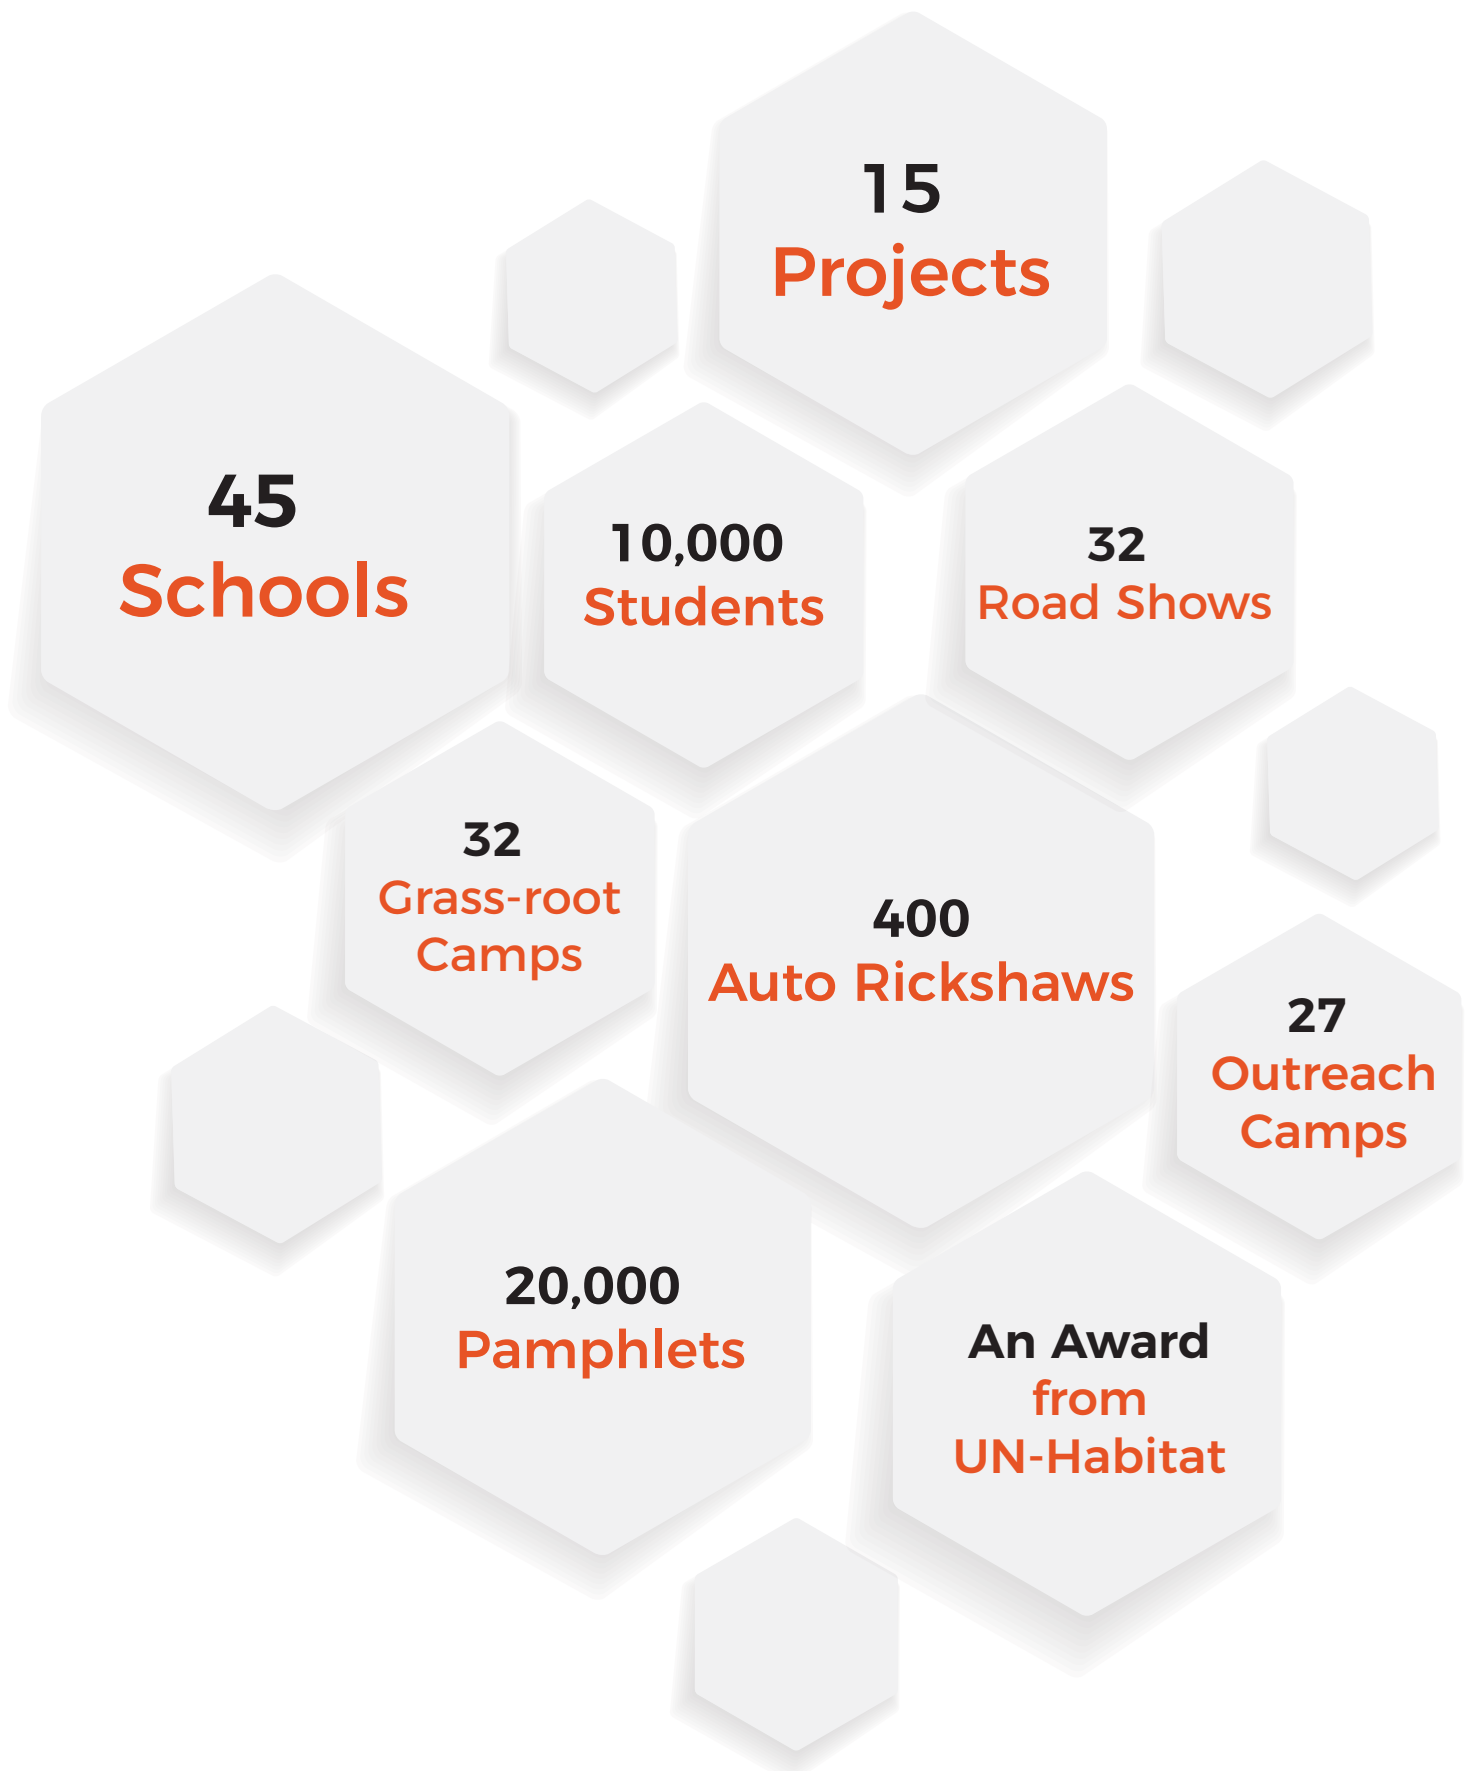 15
Projects
45
Schools
10,000
Students
32
Road Shows
32
Grass-root
Camps
400
Auto Rickshaws
27
Outreach
Camps
20,000
Pamphlets
An Award
from
UN-Habitat